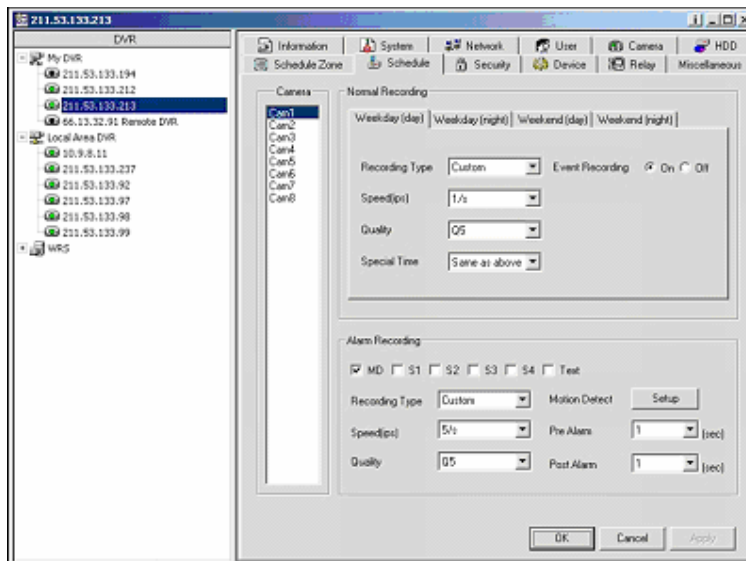 211.53.133.213
DVR
My DVR
211.53.133.194
211.53.133.212
211.53.133.213
66.13.32.91 Remote DVR
Local Area DVR
10.9.8.11
211.53.133.237
211.53.133.92
211.53.133.97
211.53.133.98
211.53.133.99
WRS
Information System Network User Camera HDD
Schedule Zone Schedule Security Device Relay Miscellaneous
Camera
Cam1
Cam2
Cam3
Cam4
Cam5
Cam6
Cam7
Cam8
Normal Recording
Weekday (day) Weekday (night) Weekend (day) Weekend (night)
Recording Type Custom Event Recording On Off
Speed(ips) 1/s
Quality Q5
Special Time Same as above
Alarm Recording
MD S1 S2 S3 S4 Text
Recording Type Custom Motion Detect Setup
Speed(ips) 5/s Pre Alarm 1 (sec)
Quality Q5 Post Alarm 1 (sec)
OK Cancel Apply